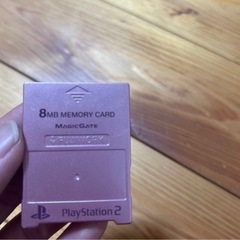 8MB MEMORY CARD
MAGICGATE
PlayStation 2